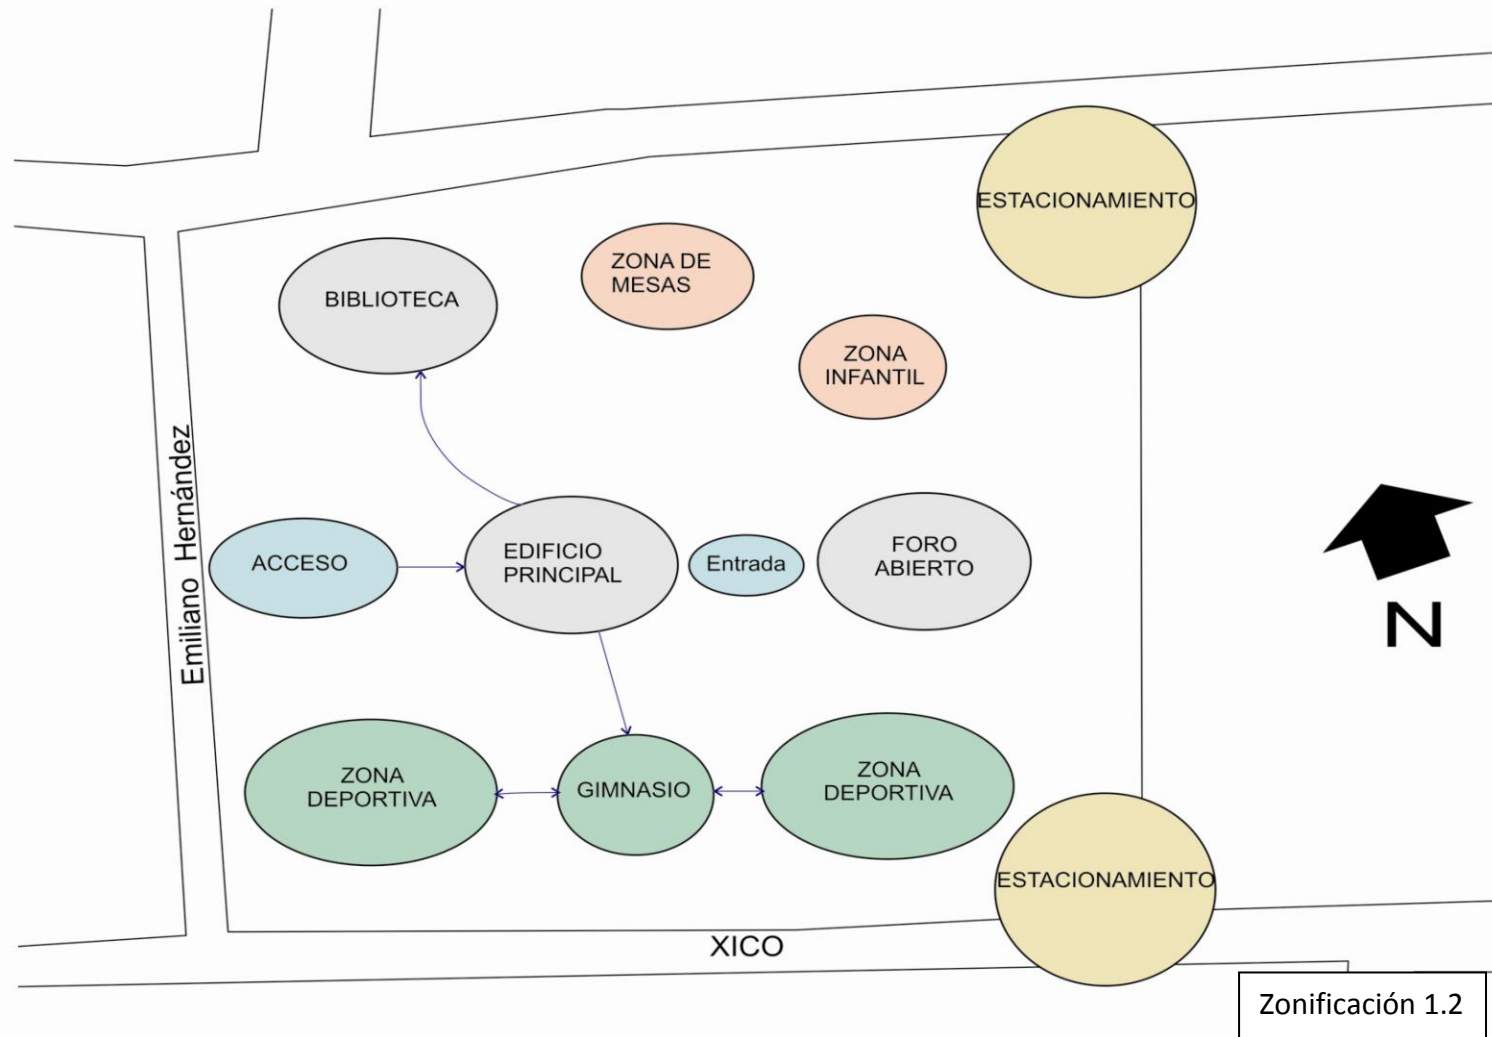 ESTACIONAMIENTO
ZONA DE
MESAS
BIBLIOTECA
ZONA
INFANTIL
Emiliano Hernández
ACCESO
EDIFICIO
PRINCIPAL
Entrada
FORO
ABIERTO
N
ZONA
DEPORTIVA
GIMNASIO
ZONA
DEPORTIVA
ESTACIONAMIENTO
XICO
Zonificación 1.2